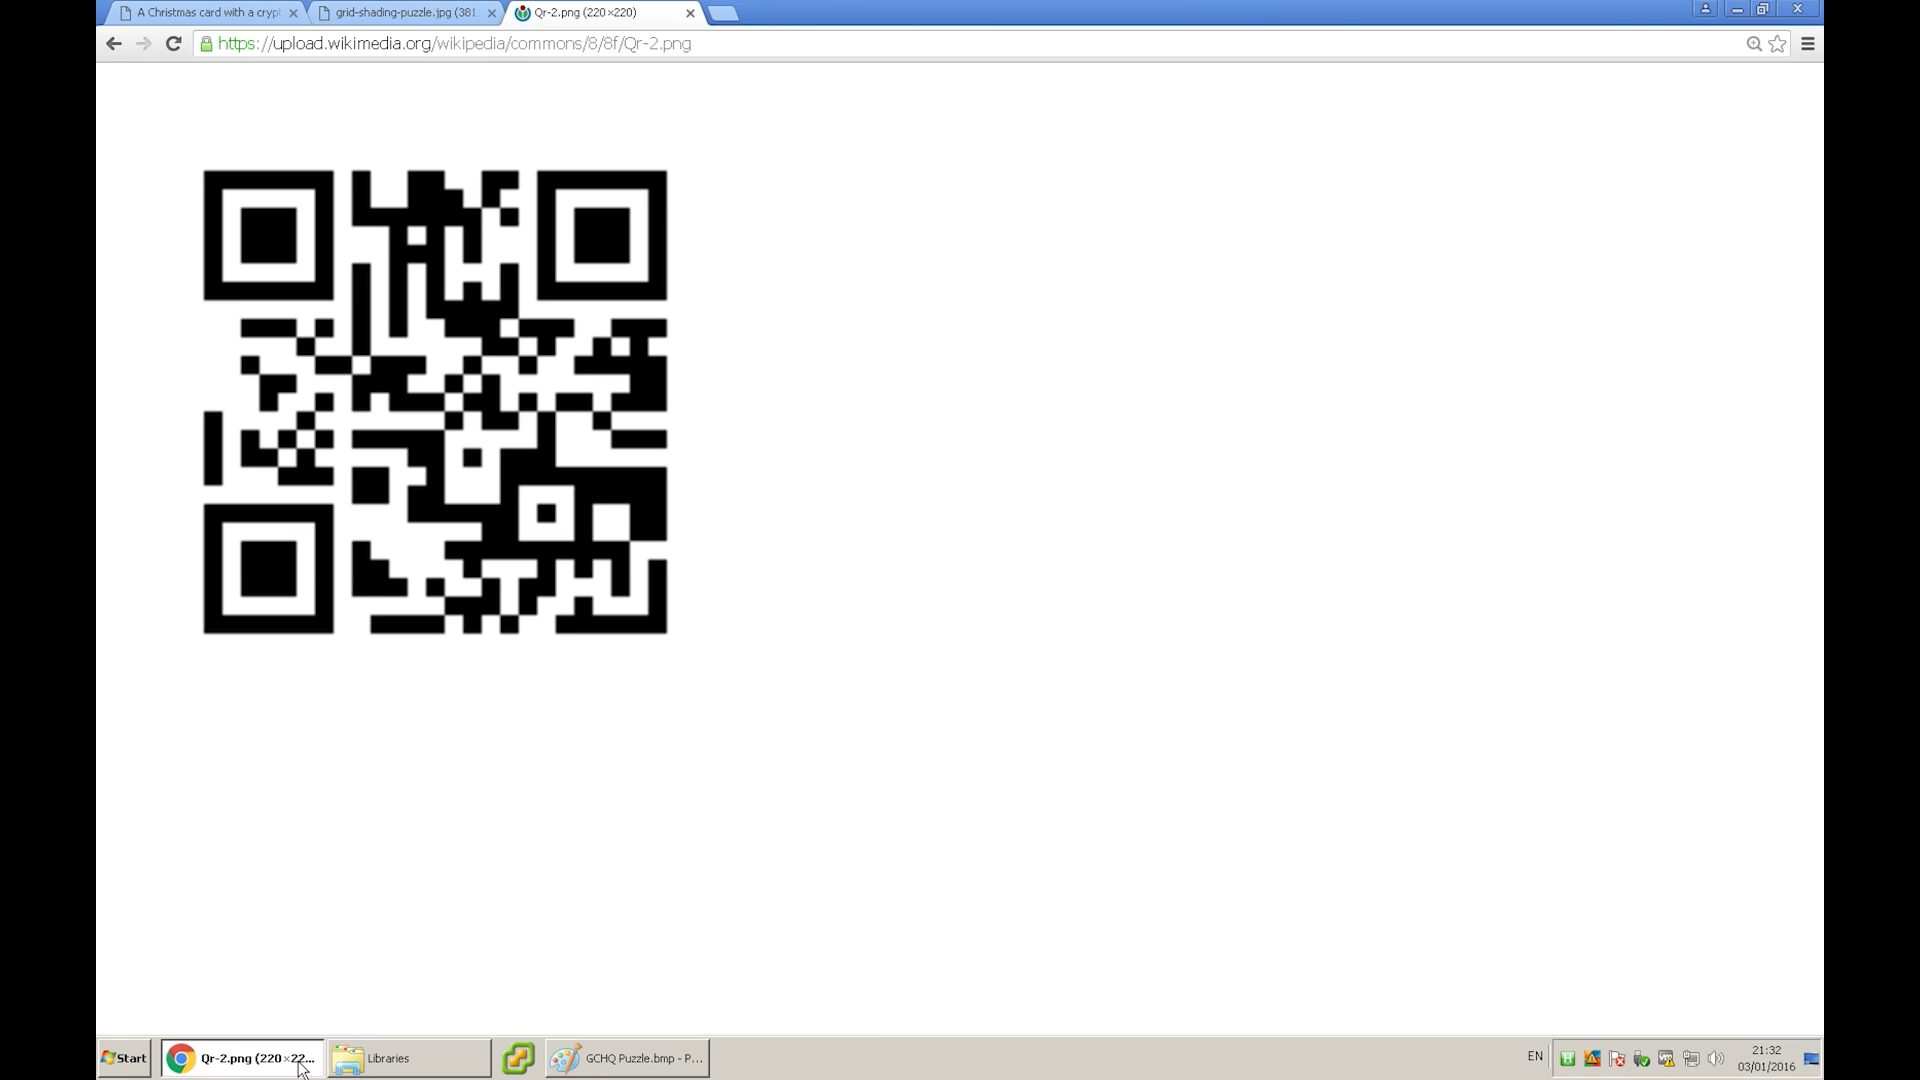 A Christmas card with a cryp
grid-shading-puzzle.jpg (381
Qr-2.png (220×220)
https://upload.wikimedia.org/wikipedia/commons/8/8f/Qr-2.png
Start
Qr-2.png (220×22...
Libraries
GCHQ Puzzle.bmp - P...
EN
21:32
03/01/2016